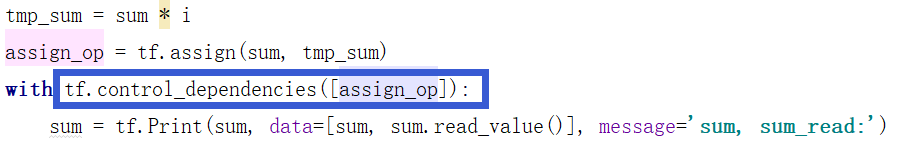 tmp_sum = sum * i
assign_op = tf.assign(sum, tmp_sum)
with tf.control_dependencies([assign_op]):
    sum = tf.Print(sum, data=[sum, sum.read_value()], message='sum, sum_read:')